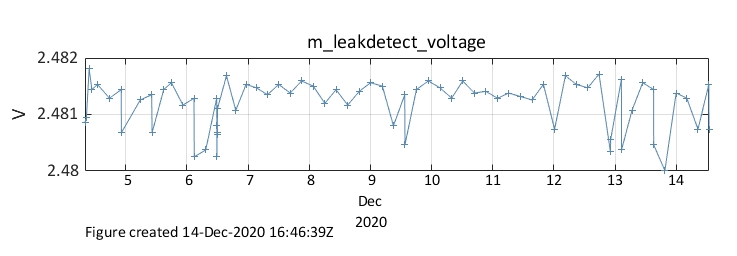 m_leakdetect_voltage
2.482
2.481
2.48
V
5 6 7 8 9 10 11 12 13 14
Dec
2020
Figure created 14-Dec-2020 16:46:39Z